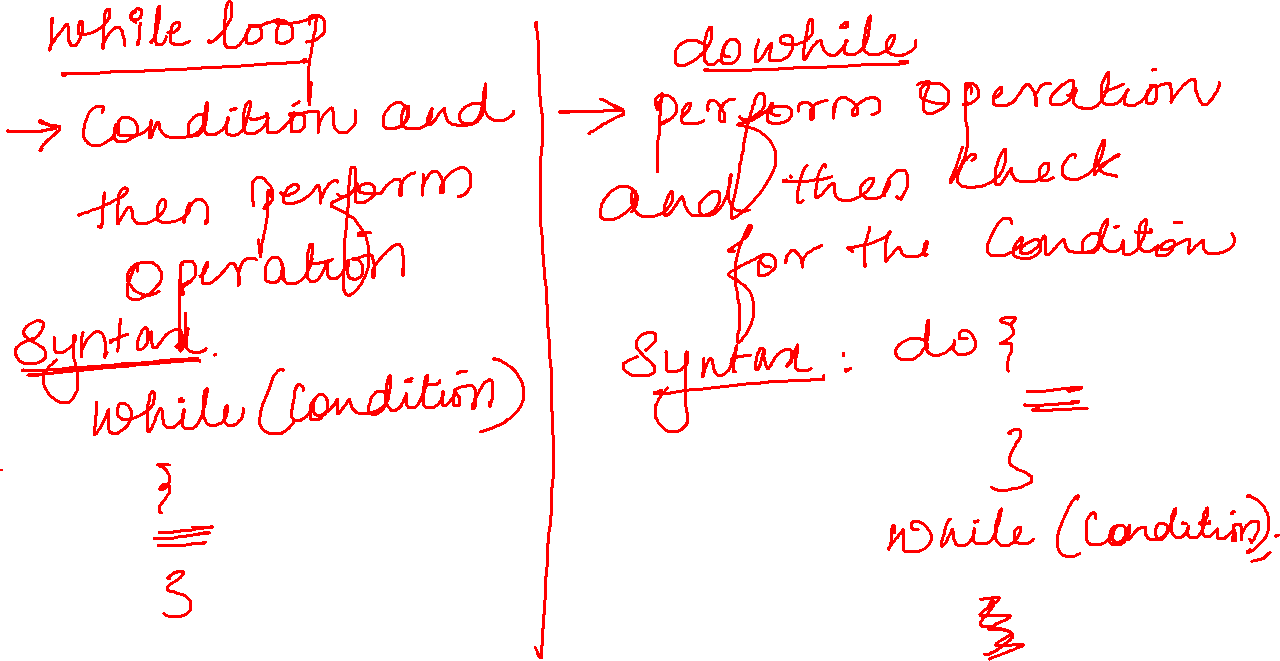 while loop
→ Condition and
then perform
operation
Syntax.
while (condition)
{
}
dowhile
→ perform operation
and then check
for the condition
Syntax : do {
}
while (condition);